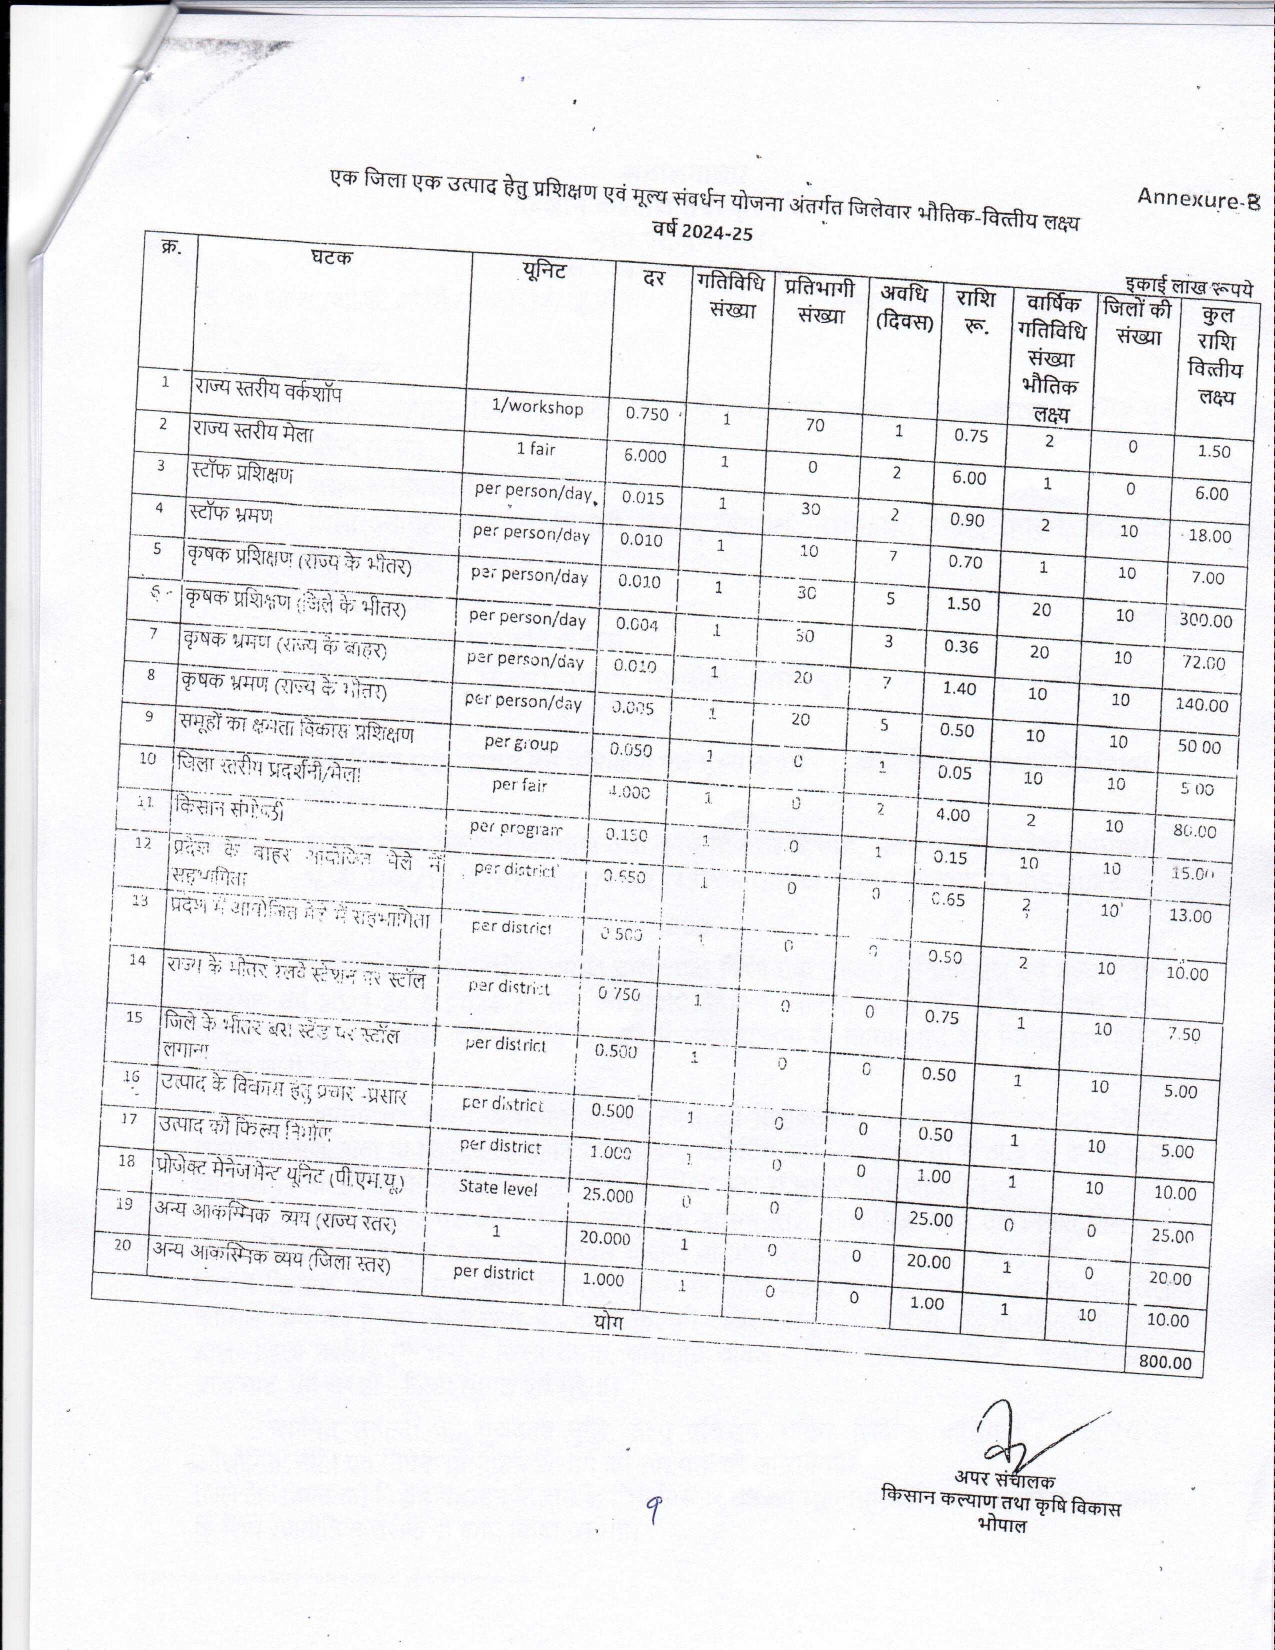 Annexure-B
एक जिला एक उत्पाद हेतु प्रशिक्षण एवं मूल्य संवर्धन योजना अंतर्गत जिलेवार भौतिक-वित्तीय लक्ष्य
वर्ष 2024-25
इकाई लाख रूपये
क्र. घटक यूनिट दर गतिविधि संख्या प्रतिभागी संख्या अवधि (दिवस) राशि रू. वार्षिक गतिविधि संख्या भौतिक लक्ष्य जिलों की संख्या कुल राशि वित्तीय लक्ष्य
1 राज्य स्तरीय वर्कशॉप 1/workshop 0.750 1 70 1 0.75 2 0 1.50
2 राज्य स्तरीय मेला 1 fair 6.000 1 0 2 6.00 1 0 6.00
3 स्टॉफ प्रशिक्षण per person/day 0.015 1 30 2 0.90 2 10 18.00
4 स्टॉफ भ्रमण per person/day 0.010 1 10 7 0.70 1 10 7.00
5 कृषक प्रशिक्षण (राज्य के भीतर) per person/day 0.010 1 30 5 1.50 20 10 300.00
6 कृषक प्रशिक्षण (जिले के भीतर) per person/day 0.004 1 30 3 0.36 20 10 72.00
7 कृषक भ्रमण (राज्य के बाहर) per person/day 0.010 1 20 7 1.40 10 10 140.00
8 कृषक भ्रमण (राज्य के भीतर) per person/day 0.005 1 20 5 0.50 10 10 50.00
9 समूहों का क्षमता विकास प्रशिक्षण per group 0.050 1 0 1 0.05 10 10 5.00
10 जिला स्तरीय प्रदर्शनी/मेला per fair 4.000 1 0 2 4.00 2 10 80.00
11 किसान संगोष्ठी per program 0.150 1 0 1 0.15 10 10 15.00
12 प्रदेश के बाहर आयोजित मेले में सहभागिता per district 0.650 1 0 0 0.65 2 10 13.00
13 प्रदेश में आयोजित मेले में सहभागिता per district 0.500 1 0 0 0.50 2 10 10.00
14 राज्य के भीतर रेलवे स्टेशन पर स्टॉल per district 0.750 1 0 0 0.75 1 10 7.50
15 जिले के भीतर बस स्टेंड पर स्टॉल लगाना per district 0.500 1 0 0 0.50 1 10 5.00
16 उत्पाद के विकास हेतु प्रचार -प्रसार per district 0.500 1 0 0 0.50 1 10 5.00
17 उत्पाद की फिल्म निर्माण per district 1.000 1 0 0 1.00 1 10 10.00
18 प्रोजेक्ट मेनेजमेन्ट यूनिट (पी.एम.यू.) State level 25.000 0 0 0 25.00 0 0 25.00
19 अन्य आकस्मिक व्यय (राज्य स्तर) 1 20.000 1 0 0 20.00 1 0 20.00
20 अन्य आकस्मिक व्यय (जिला स्तर) per district 1.000 1 0 0 1.00 1 10 10.00
योग 800.00
अपर संचालक
किसान कल्याण तथा कृषि विकास
भोपाल
9